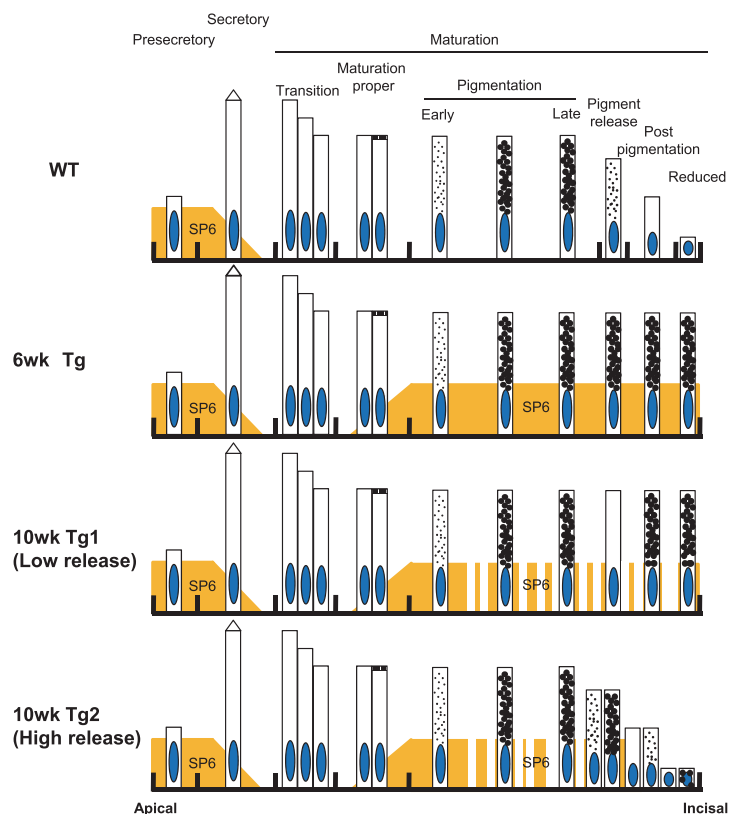 Secretory
Presecretory
Maturation
Transition
Maturation
proper
Pigmentation
Early
Late
Pigment
release
Post
pigmentation
Reduced
WT
SP6
6wk Tg
SP6
SP6
10wk Tg1
(Low release)
SP6
SP6
10wk Tg2
(High release)
SP6
SP6
Apical
Incisal